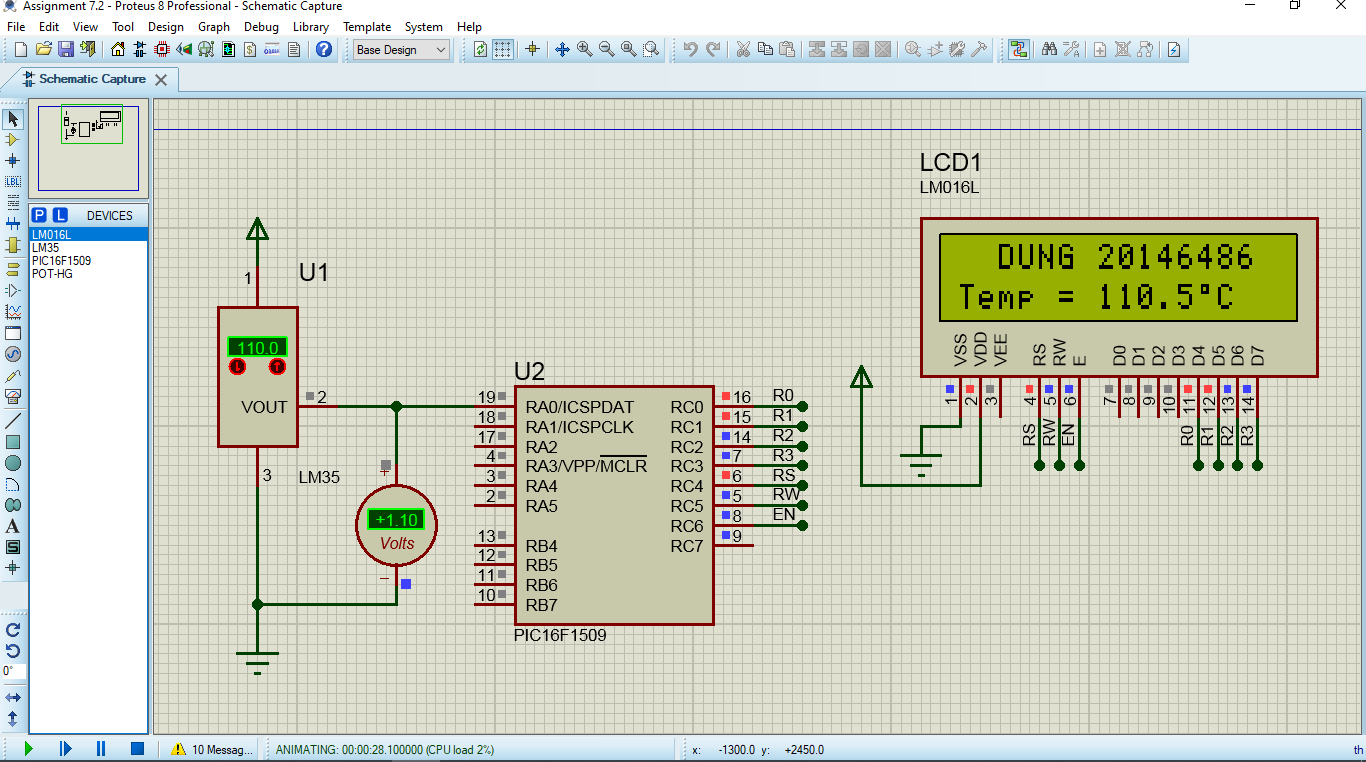 Assignment 7.2 - Proteus 8 Professional - Schematic Capture
File Edit View Tool Design Graph Debug Library Template System Help
Base Design
Schematic Capture
LBL
A
S
0°
P L DEVICES
LM016L
LM35
PIC16F1509
POT-HG
U1
1
110.0
VOUT
2
3
LM35
+
+1.10
Volts
−
U2
19 RA0/ICSPDAT
18 RA1/ICSPCLK
17 RA2
4 RA3/VPP/MCLR
3 RA4
2 RA5
13 RB4
12 RB5
11 RB6
10 RB7
RC0 16 R0
RC1 15 R1
RC2 14 R2
RC3 7 R3
RC4 6 RS
RC5 5 RW
RC6 8 EN
RC7 9
PIC16F1509
LCD1
LM016L
DUNG 20146486
Temp = 110.5°C
VSS VDD VEE RS RW E D0 D1 D2 D3 D4 D5 D6 D7
1 2 3 4 5 6 7 8 9 10 11 12 13 14
RS RW EN R0 R1 R2 R3
10 Messag... ANIMATING: 00:00:28.100000 (CPU load 2%) x: -1300.0 y: +2450.0 th